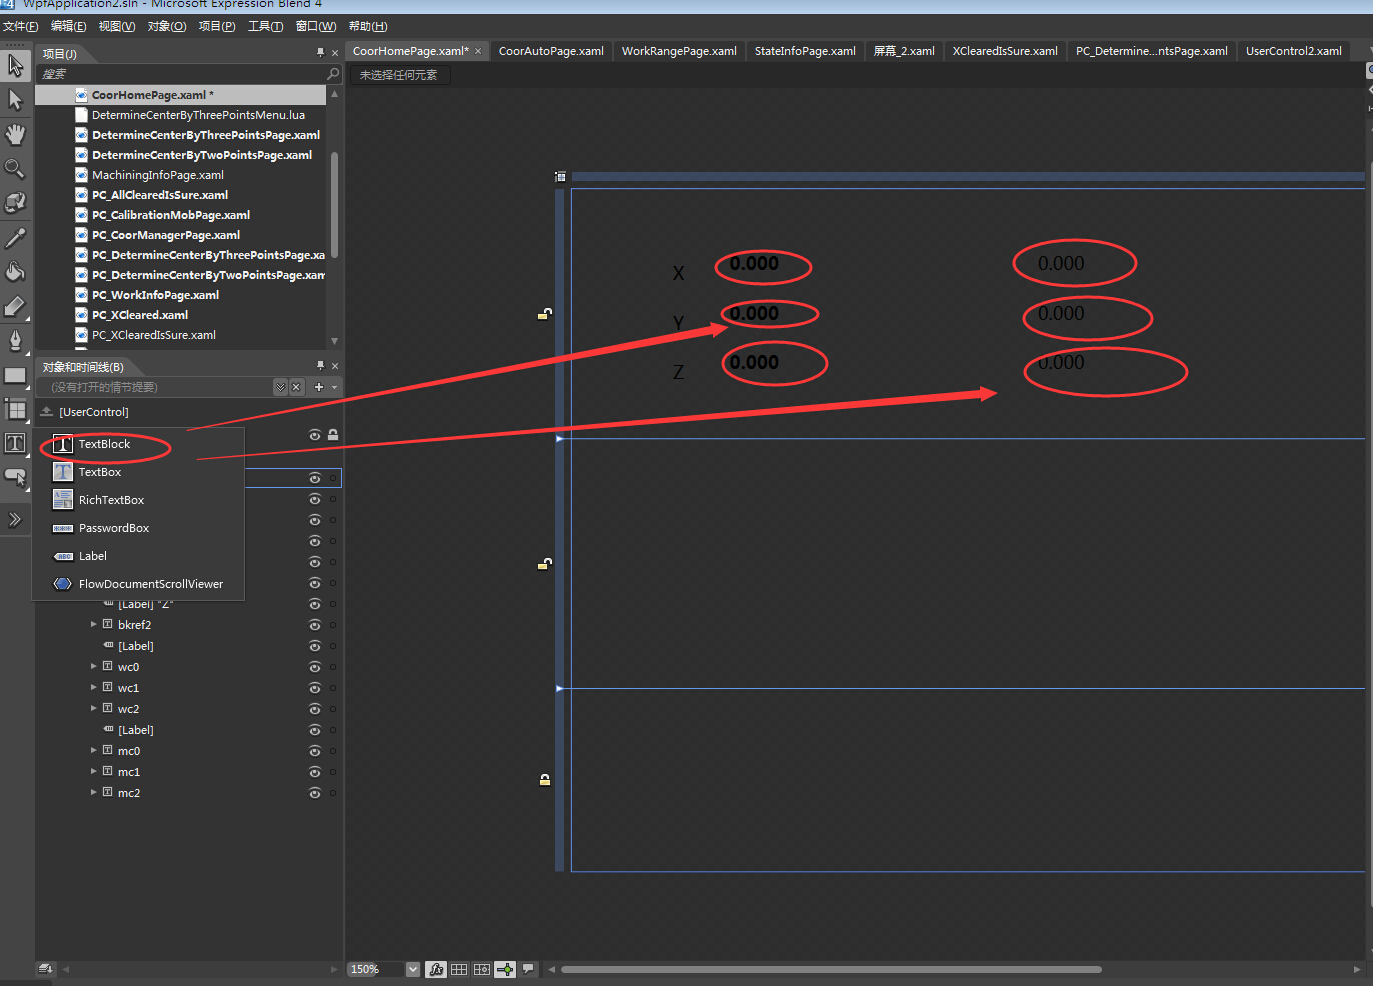 WpfApplication2.sln - Microsoft Expression Blend 4
文件(F) 编辑(E) 视图(V) 对象(O) 项目(P) 工具(T) 窗口(W) 帮助(H)
项目(J)
CoorHomePage.xaml* × CoorAutoPage.xaml WorkRangePage.xaml StateInfoPage.xaml 屏幕_2.xaml XClearedIsSure.xaml PC_Determine...ntsPage.xaml UserControl2.xaml
搜索
未选择任何元素
CoorHomePage.xaml *
DetermineCenterByThreePointsMenu.lua
DetermineCenterByThreePointsPage.xaml
DetermineCenterByTwoPointsPage.xaml
MachiningInfoPage.xaml
PC_AllClearedIsSure.xaml
PC_CalibrationMobPage.xaml
PC_CoorManagerPage.xaml
PC_DetermineCenterByThreePointsPage.xa
PC_DetermineCenterByTwoPointsPage.xam
PC_WorkInfoPage.xaml
PC_XCleared.xaml
PC_XClearedIsSure.xaml
X 0.000 0.000
Y 0.000 0.000
Z 0.000 0.000
对象和时间线(B)
(没有打开的情节提要)
[UserControl]
TextBlock
TextBox
RichTextBox
PasswordBox
Label
FlowDocumentScrollViewer
[Label] "Z"
bkref2
[Label]
wc0
wc1
wc2
[Label]
mc0
mc1
mc2
150%